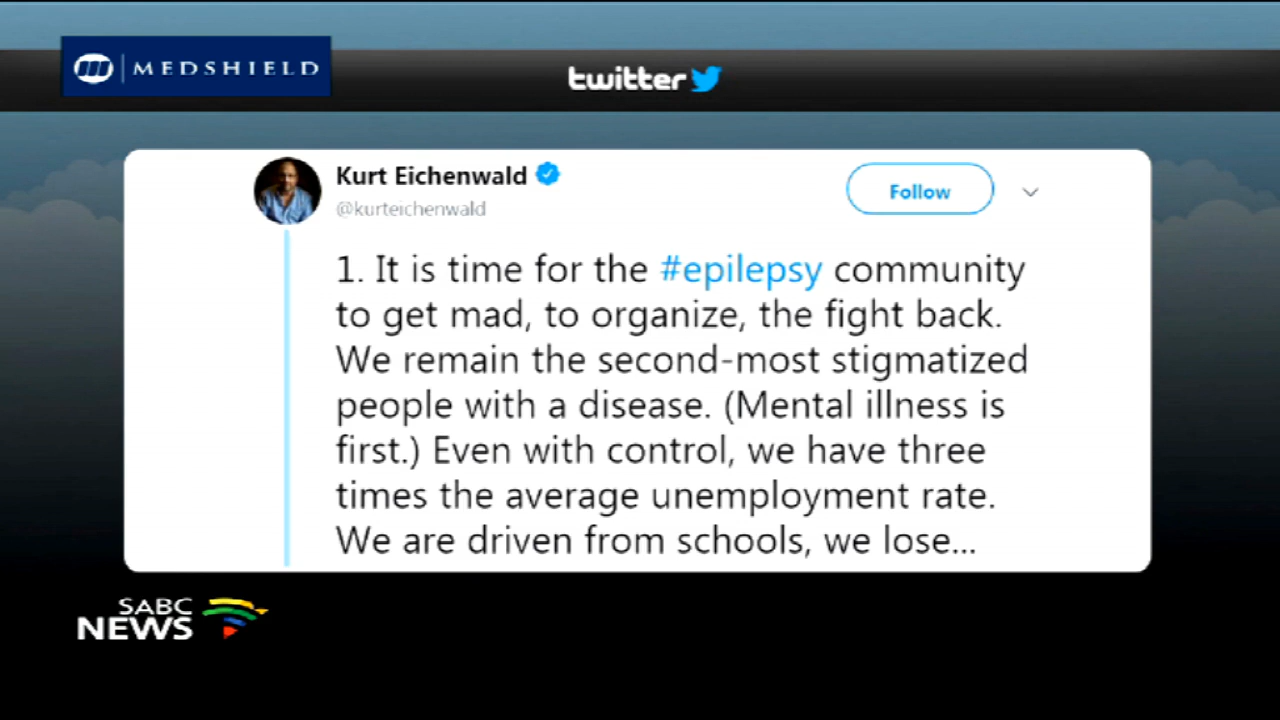 MEDSHIELD
twitter
Kurt Eichenwald
Follow
@kurteichenwald
1. It is time for the #epilepsy community
to get mad, to organize, the fight back.
We remain the second-most stigmatized
people with a disease. (Mental illness is
first.) Even with control, we have three
times the average unemployment rate.
We are driven from schools, we lose...
SABC
NEWS